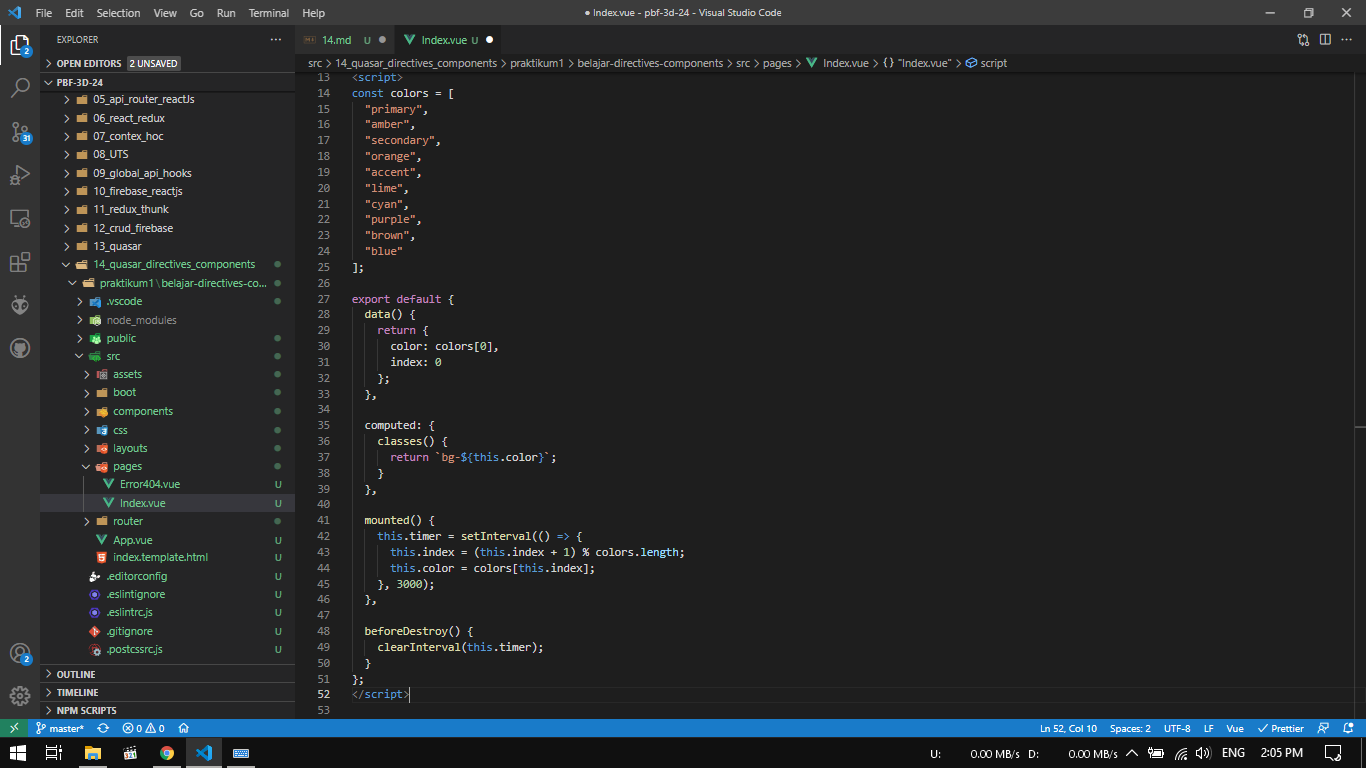 File Edit Selection View Go Run Terminal Help
● Index.vue - pbf-3d-24 - Visual Studio Code
EXPLORER
14.md U ●
Index.vue U ●
OPEN EDITORS 2 UNSAVED
src > 14_quasar_directives_components > praktikum1 > belajar-directives-components > src > pages > Index.vue > {} "Index.vue" > script
PBF-3D-24
05_api_router_reactJs
06_react_redux
07_contex_hoc
08_UTS
09_global_api_hooks
10_firebase_reactjs
11_redux_thunk
12_crud_firebase
13_quasar
14_quasar_directives_components
praktikum1\belajar-directives-co...
.vscode
node_modules
public
src
assets
boot
components
css
layouts
pages
Error404.vue U
Index.vue U
router
App.vue U
index.template.html U
.editorconfig U
.eslintignore U
.eslintrc.js U
.gitignore U
.postcssrc.js U
OUTLINE
TIMELINE
NPM SCRIPTS
2
31
2
13 <script>
14 const colors = [
15 "primary",
16 "amber",
17 "secondary",
18 "orange",
19 "accent",
20 "lime",
21 "cyan",
22 "purple",
23 "brown",
24 "blue"
25 ];
26
27 export default {
28 data() {
29 return {
30 color: colors[0],
31 index: 0
32 };
33 },
34
35 computed: {
36 classes() {
37 return `bg-${this.color}`;
38 }
39 },
40
41 mounted() {
42 this.timer = setInterval(() => {
43 this.index = (this.index + 1) % colors.length;
44 this.color = colors[this.index];
45 }, 3000);
46 },
47
48 beforeDestroy() {
49 clearInterval(this.timer);
50 }
51 };
52 </script>
53
master* 0 0 Ln 52, Col 10 Spaces: 2 UTF-8 LF Vue Prettier
U: 0.00 MB/s D: 0.00 MB/s ENG 2:05 PM